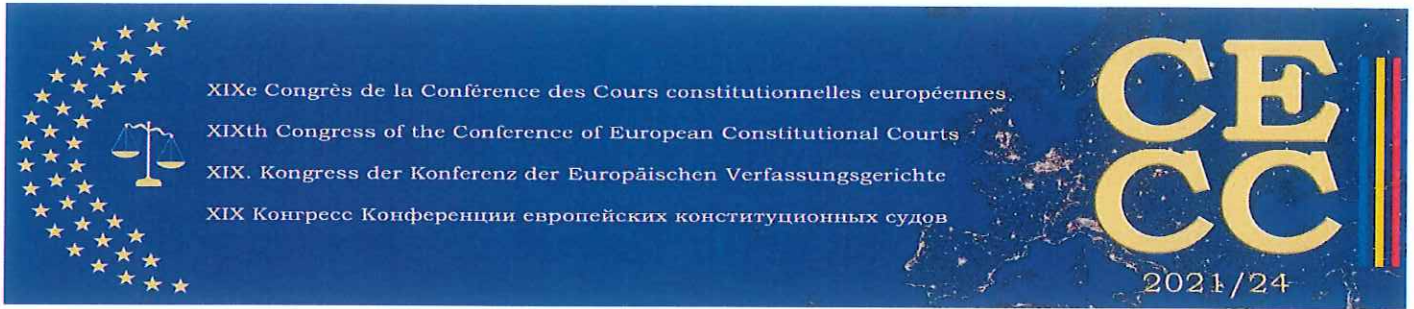 XIXe Congrès de la Conférence des Cours constitutionnelles européennes
XIXth Congress of the Conference of European Constitutional Courts
XIX. Kongress der Konferenz der Europäischen Verfassungsgerichte
XIX Конгресс Конференции европейских конституционных судов
CE
CC
2021/24